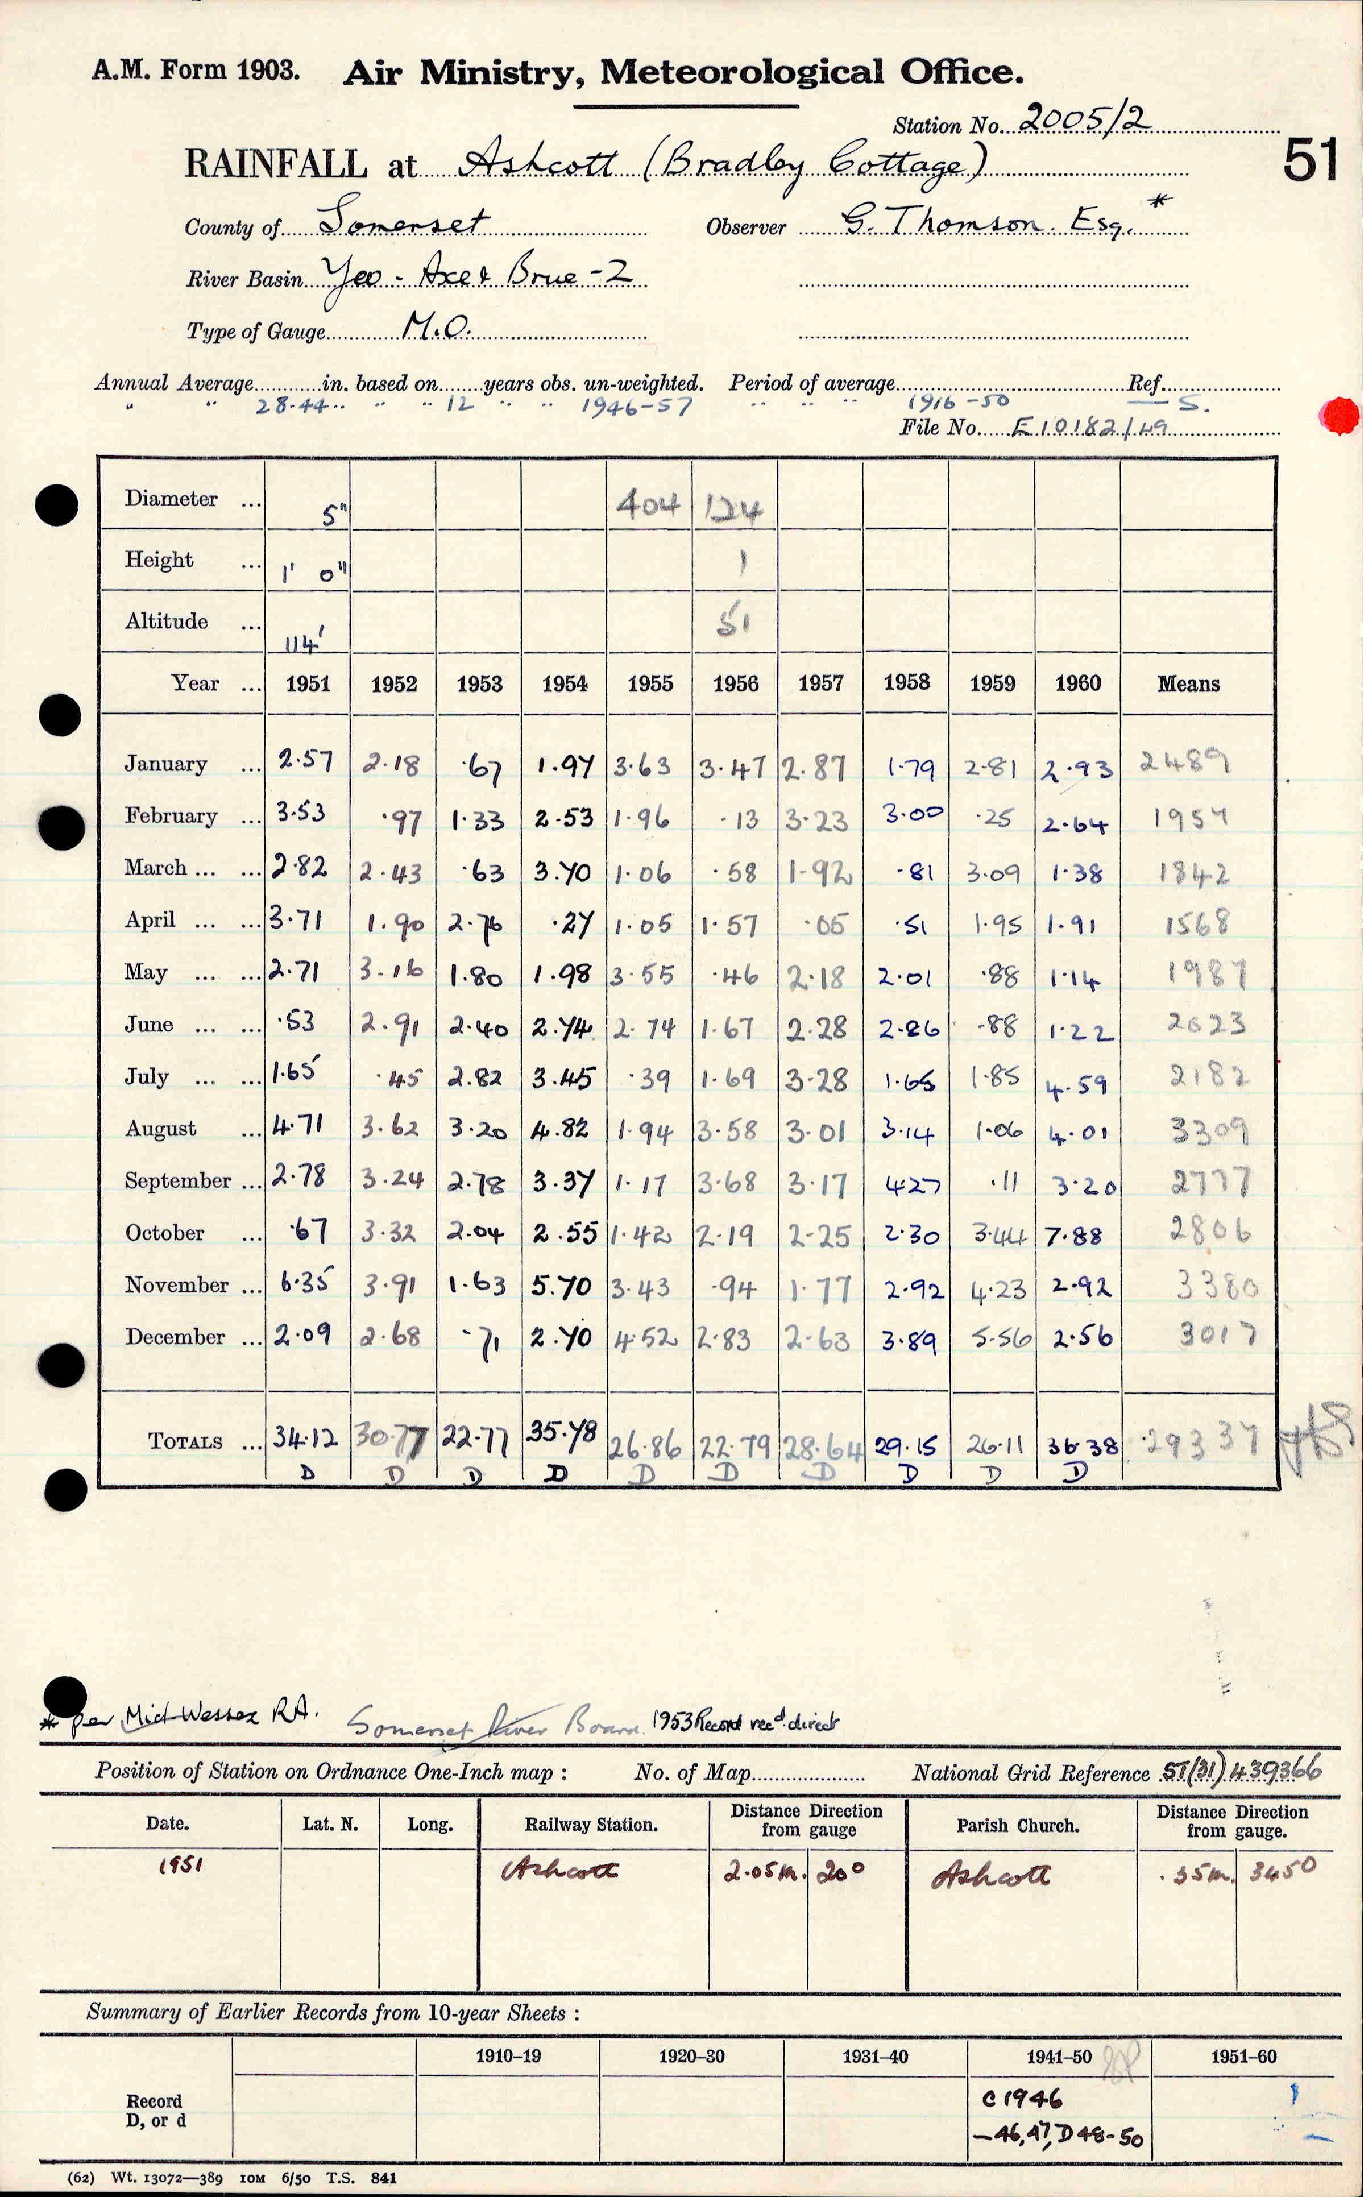 A.M. Form 1903. Air Ministry, Meteorological Office.
Station No. 2005/2
51
RAINFALL at Ashcott (Bradley Cottage)
County of Somerset Observer G. Thomson. Esq. *
River Basin Yeo - Axe & Brue - 2
Type of Gauge M.O.
Annual Average in. based on years obs. un-weighted. Period of average Ref.
" " 28.44 " " 12 " " 1946-57 " " " 1916-50 — S.
File No. E10182/49
Diameter ... 5" 404 124
Height ... 1' 0" 1
Altitude ... 114' 51
Year ... 1951 1952 1953 1954 1955 1956 1957 1958 1959 1960 Means
January ... 2.57 2.18 .67 1.97 3.63 3.47 2.87 1.79 2.81 2.93 2489
February ... 3.53 .97 1.33 2.53 1.96 .13 3.23 3.00 .25 2.64 1957
March ... ... 2.82 2.43 .63 3.70 1.06 .58 1.92 .81 3.09 1.38 1842
April ... ... 3.71 1.90 2.76 .27 1.05 1.57 .05 .51 1.95 1.91 1568
May ... ... 2.71 3.16 1.80 1.98 3.55 .46 2.18 2.01 .88 1.14 1987
June ... ... .53 2.91 2.40 2.74 2.74 1.67 2.28 2.86 .88 1.22 2023
July ... ... 1.65 .45 2.82 3.45 .39 1.69 3.28 1.65 1.85 4.59 2182
August ... 4.71 3.62 3.20 4.82 1.94 3.58 3.01 3.14 1.06 4.01 3309
September ... 2.78 3.24 2.78 3.37 1.17 3.68 3.17 4.27 .11 3.20 2777
October ... .67 3.32 2.04 2.55 1.42 2.19 2.25 2.30 3.44 7.88 2806
November ... 6.35 3.91 1.63 5.70 3.43 .94 1.77 2.92 4.23 2.92 3380
December ... 2.09 2.68 .71 2.70 4.52 2.83 2.63 3.89 5.56 2.56 3017
TOTALS ... 34.12 30.77 22.77 35.78 26.86 22.79 28.64 29.15 26.11 36.38 29337
D D D D D D D D D D
* per Mid Wessex R.A. Somerset River Board 1953 Record recd. direct
Position of Station on Ordnance One-Inch map : No. of Map National Grid Reference ST(31) 439366
Date. Lat. N. Long. Railway Station. Distance Direction from gauge Parish Church. Distance Direction from gauge.
1951 Ashcott 2.05m. 20° Ashcott .35m. 345°
Summary of Earlier Records from 10-year Sheets :
1910–19 1920–30 1931–40 1941–50 1951–60
Record D, or d
C 1946
— 46, 47, D 48-50
(62) Wt. 13072—389 10M 6/50 T.S. 841